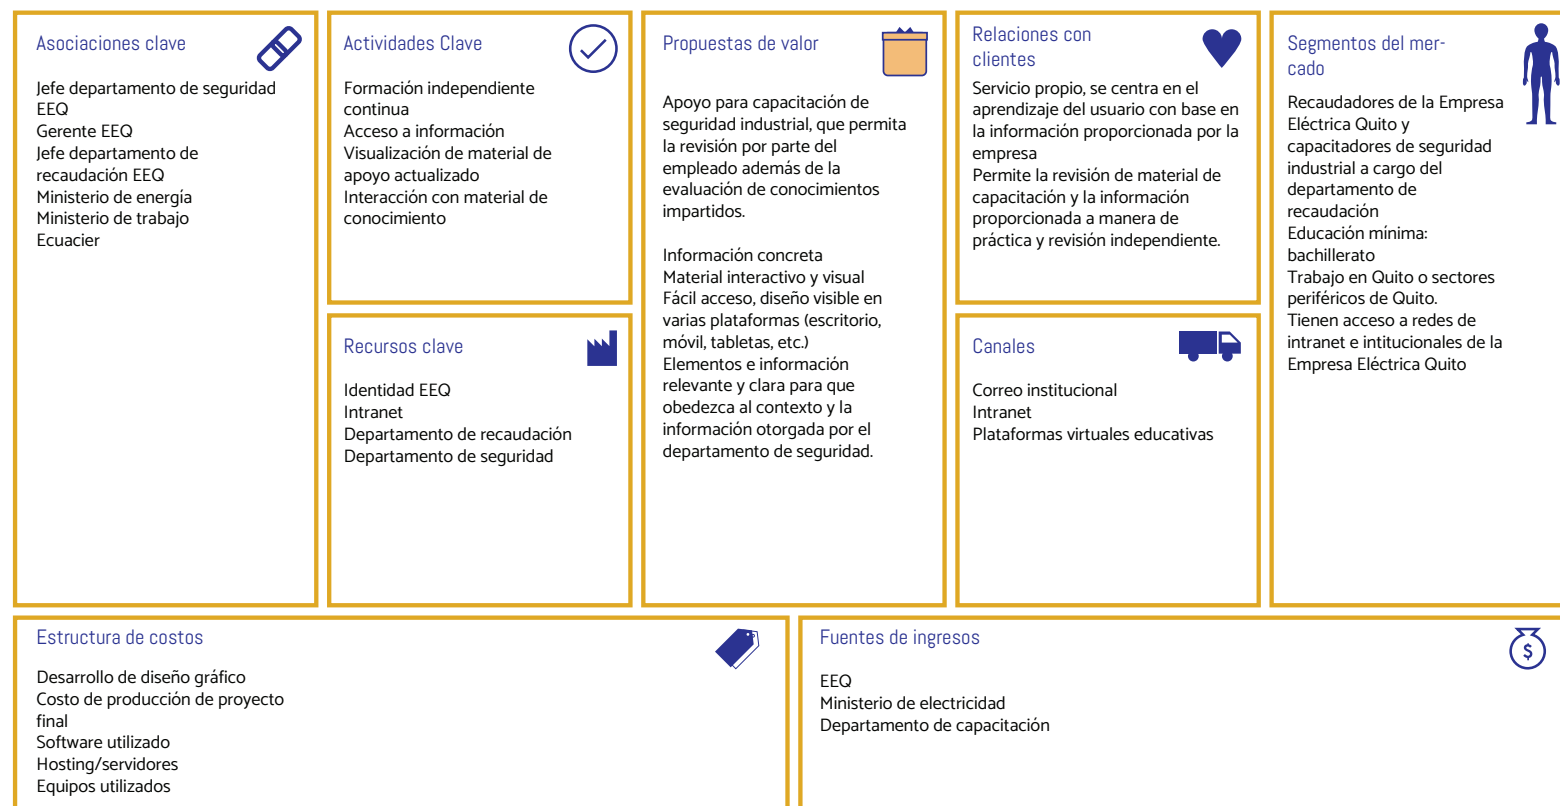 Asociaciones clave
Jefe departamento de seguridad
EEQ
Gerente EEQ
Jefe departamento de
recaudación EEQ
Ministerio de energía
Ministerio de trabajo
Ecuacier
Actividades Clave
Formación independiente
continua
Acceso a información
Visualización de material de
apoyo actualizado
Interacción con material de
conocimiento
Recursos clave
Identidad EEQ
Intranet
Departamento de recaudación
Departamento de seguridad
Propuestas de valor
Apoyo para capacitación de
seguridad industrial, que permita
la revisión por parte del
empleado además de la
evaluación de conocimientos
impartidos.
Información concreta
Material interactivo y visual
Fácil acceso, diseño visible en
varias plataformas (escritorio,
móvil, tabletas, etc.)
Elementos e información
relevante y clara para que
obedezca al contexto y la
información otorgada por el
departamento de seguridad.
Relaciones con
clientes
Servicio propio, se centra en el
aprendizaje del usuario con base en
la información proporcionada por la
empresa
Permite la revisión de material de
capacitación y la información
proporcionada a manera de
práctica y revisión independiente.
Canales
Correo institucional
Intranet
Plataformas virtuales educativas
Segmentos del mer-
cado
Recaudadores de la Empresa
Eléctrica Quito y
capacitadores de seguridad
industrial a cargo del
departamento de
recaudación
Educación mínima:
bachillerato
Trabajo en Quito o sectores
periféricos de Quito.
Tienen acceso a redes de
intranet e intitucionales de la
Empresa Eléctrica Quito
Estructura de costos
Desarrollo de diseño gráfico
Costo de producción de proyecto
final
Software utilizado
Hosting/servidores
Equipos utilizados
Fuentes de ingresos
$
EEQ
Ministerio de electricidad
Departamento de capacitación